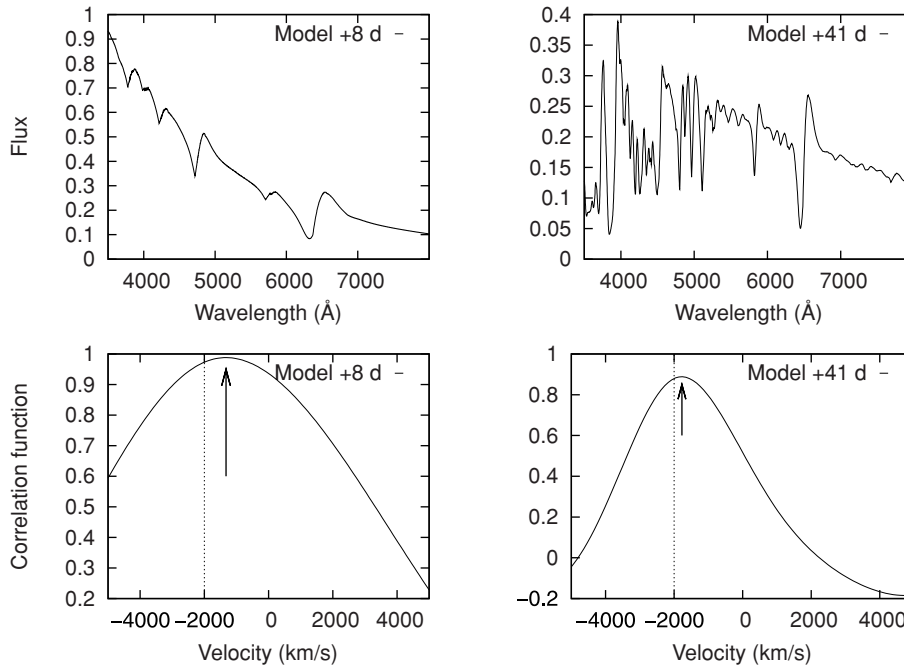 Model +8 d
Flux
1
0.9
0.8
0.7
0.6
0.5
0.4
0.3
0.2
0.1
0
4000 5000 6000 7000
Wavelength (Å)
Model +41 d
0.4
0.35
0.3
0.25
0.2
0.15
0.1
0.05
0
4000 5000 6000 7000
Wavelength (Å)
Model +8 d
Correlation function
1
0.9
0.8
0.7
0.6
0.5
0.4
0.3
0.2
−4000 −2000 0 2000 4000
Velocity (km/s)
Model +41 d
1
0.8
0.6
0.4
0.2
0
−0.2
−4000 −2000 0 2000 4000
Velocity (km/s)